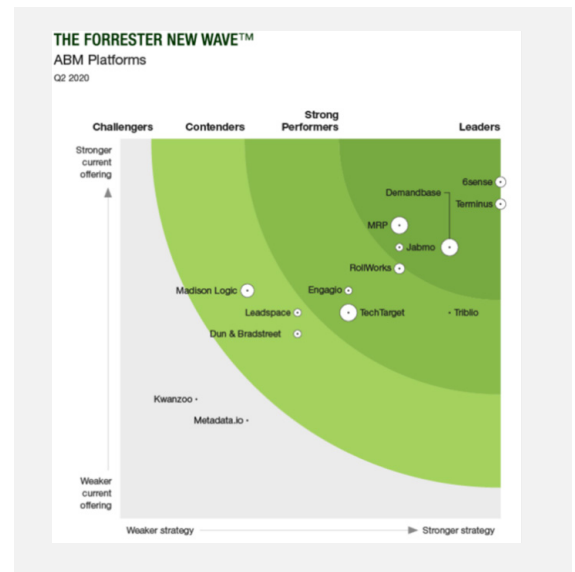 THE FORRESTER NEW WAVE™
ABM Platforms
Q2 2020
Challengers
Contenders
Strong
Performers
Leaders
Stronger
current
offering
6sense
Demandbase
Terminus
MRP
Jabmo
RollWorks
Madison Logic
Engagio
Leadspace
TechTarget
Triblio
Dun & Bradstreet
Kwanzoo
Metadata.io
Weaker
current
offering
Weaker strategy
Stronger strategy